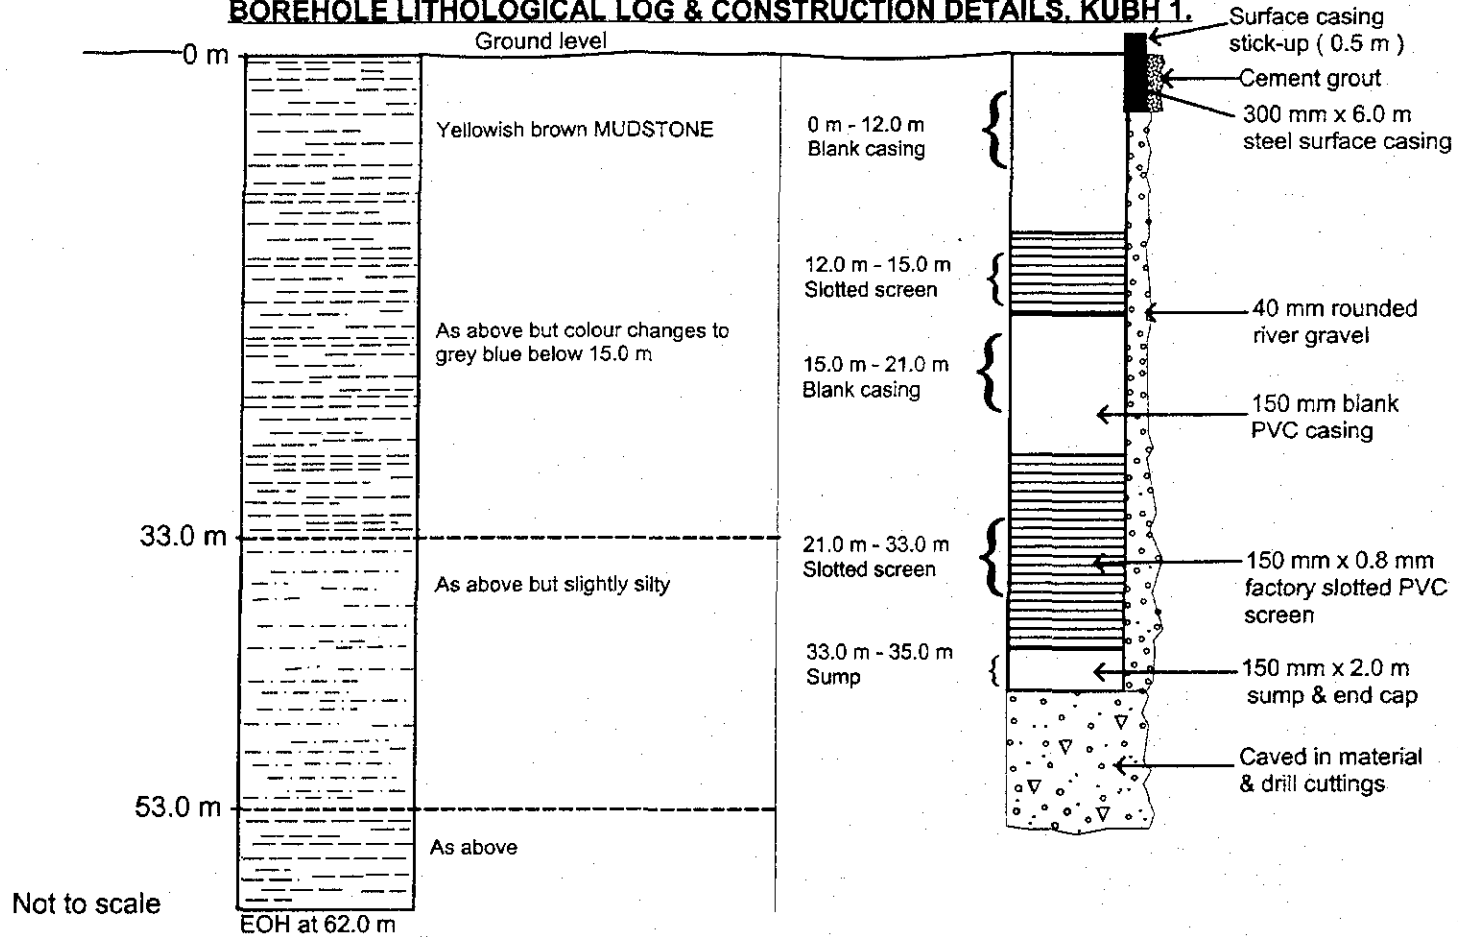 BOREHOLE LITHOLOGICAL LOG & CONSTRUCTION DETAILS, KUBH 1.
Ground level
0 m
Yellowish brown MUDSTONE
As above but colour changes to
grey blue below 15.0 m
33.0 m
As above but slightly silty
53.0 m
As above
Not to scale
EOH at 62.0 m
0 m - 12.0 m
Blank casing
12.0 m - 15.0 m
Slotted screen
15.0 m - 21.0 m
Blank casing
21.0 m - 33.0 m
Slotted screen
33.0 m - 35.0 m
Sump
Surface casing
stick-up ( 0.5 m )
Cement grout
300 mm x 6.0 m
steel surface casing
40 mm rounded
river gravel
150 mm blank
PVC casing
150 mm x 0.8 mm
factory slotted PVC
screen
150 mm x 2.0 m
sump & end cap
Caved in material
& drill cuttings